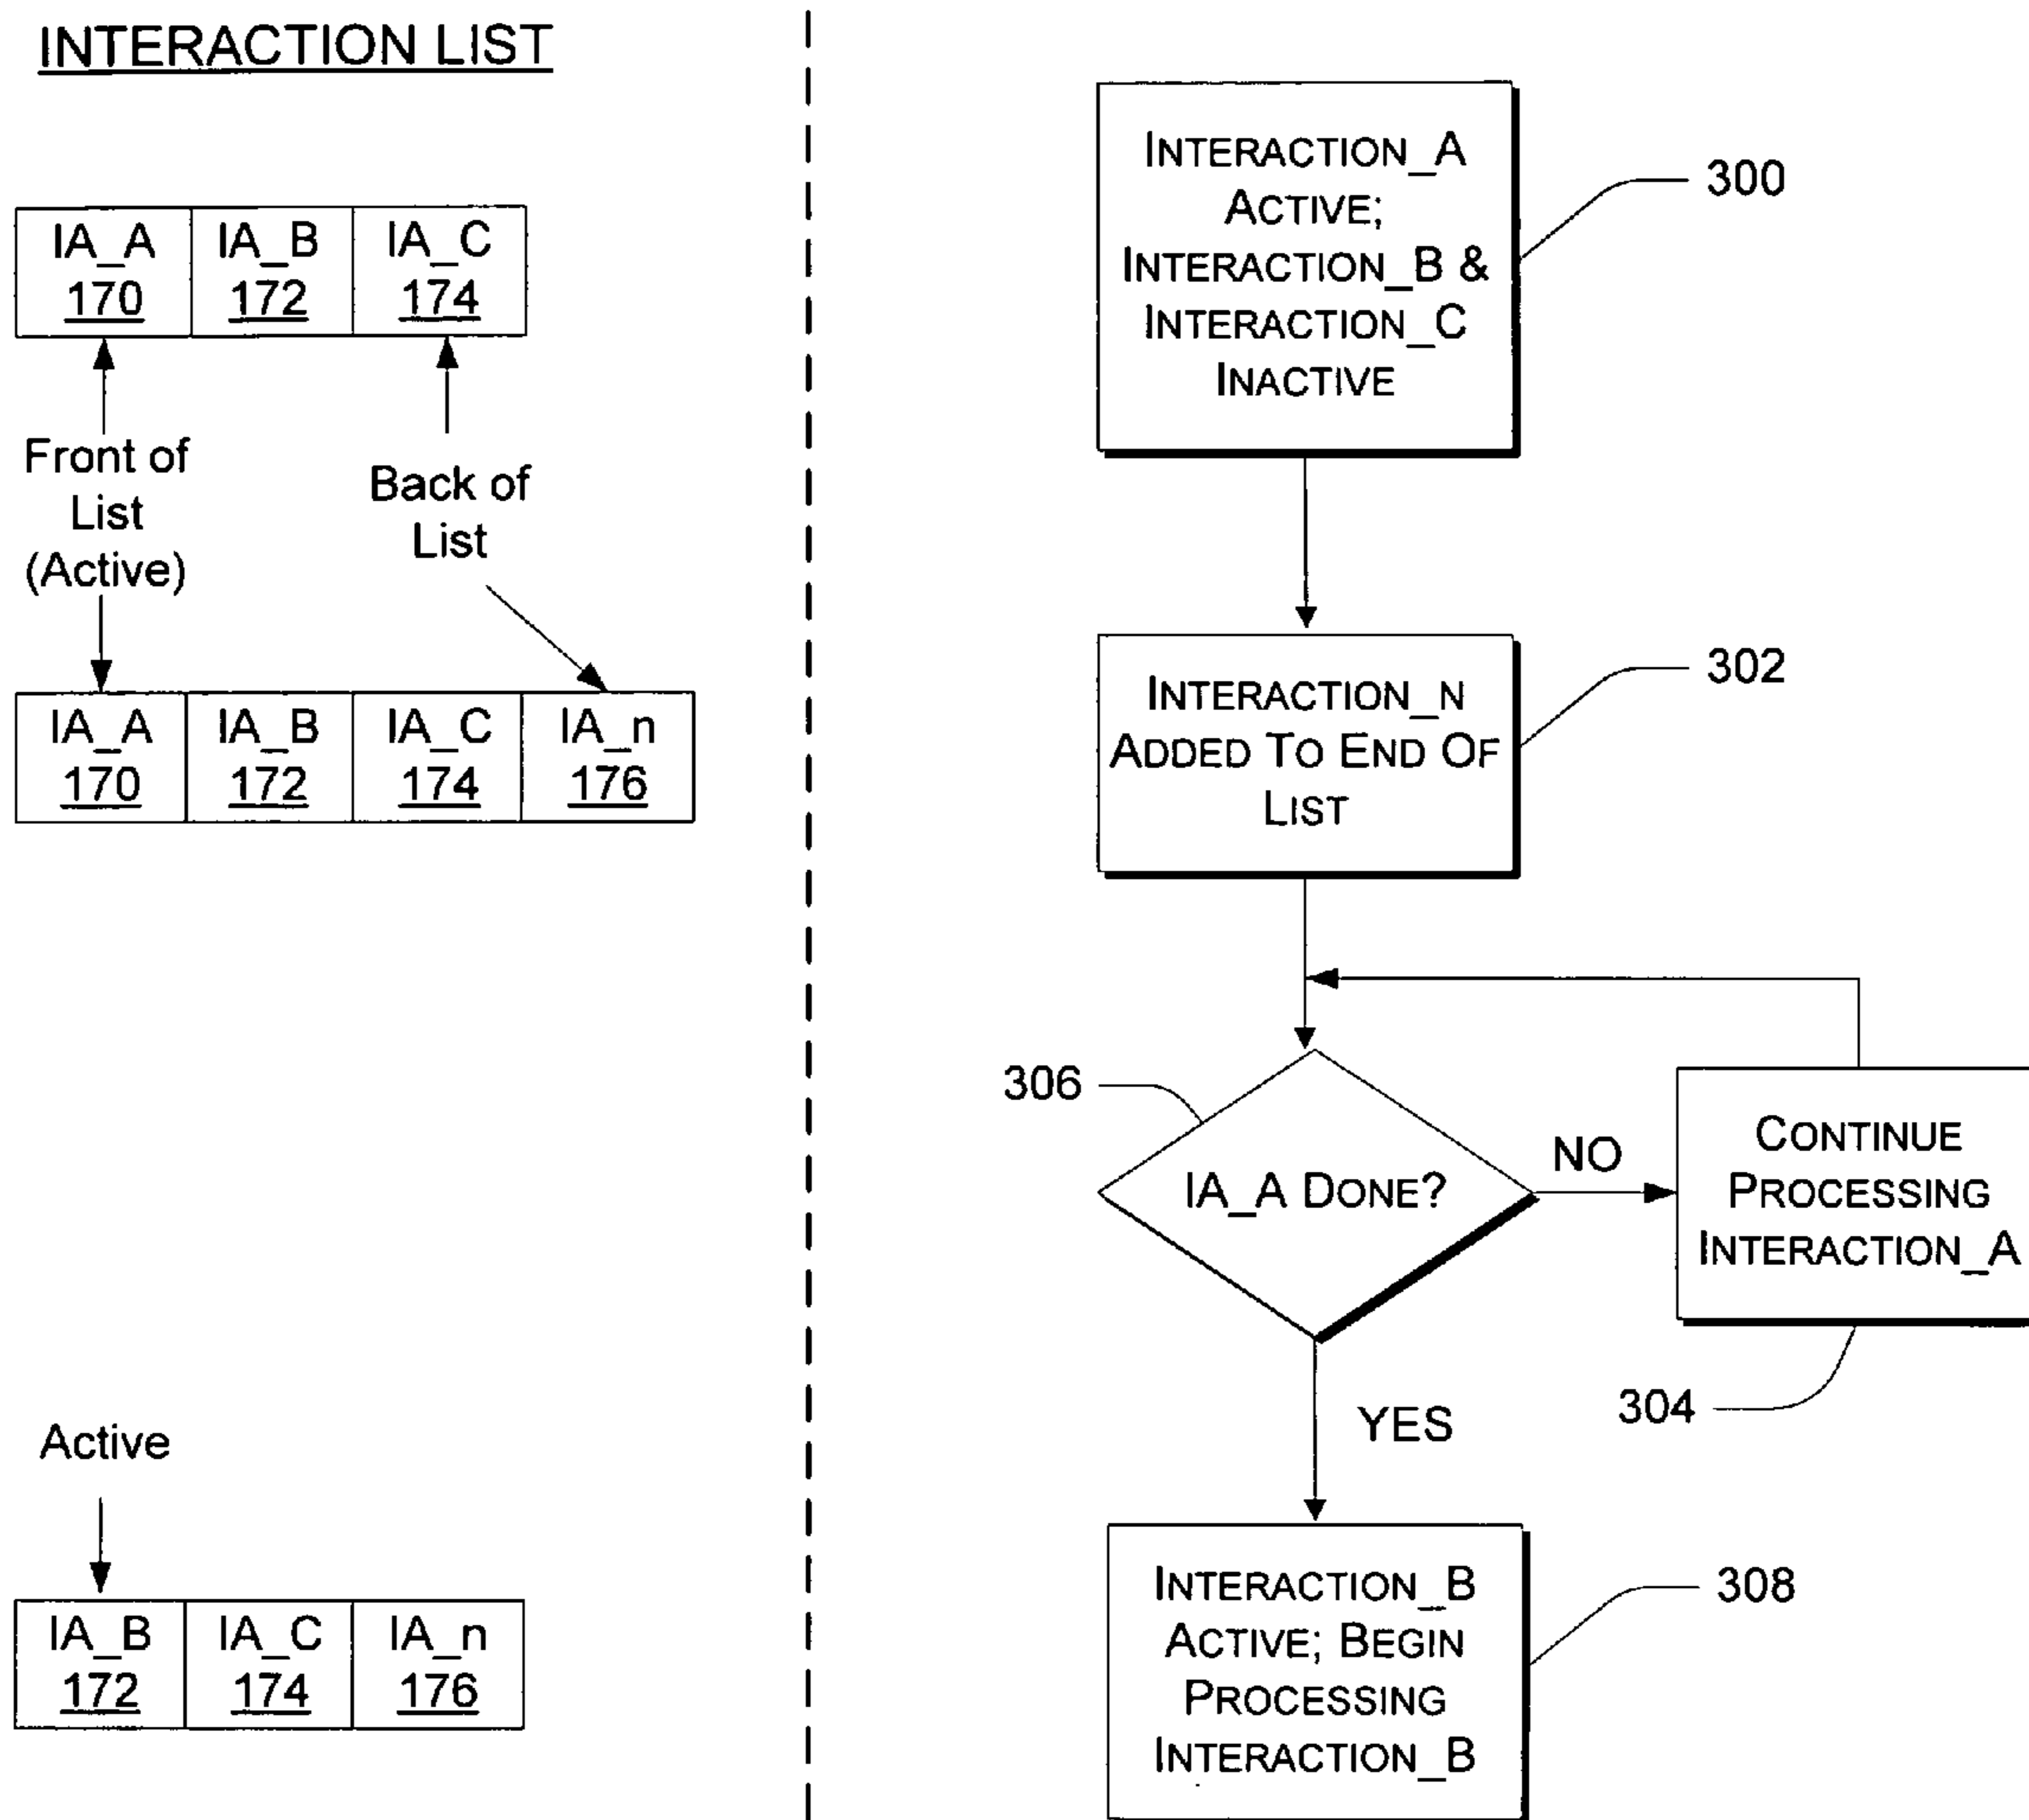 INTERACTION LIST
IA_A
170
IA_B
172
IA_C
174
Front of
List
(Active)
Back of
List
IA_A
170
IA_B
172
IA_C
174
IA_n
176
Active
IA_B
172
IA_C
174
IA_n
176
INTERACTION_A
ACTIVE;
INTERACTION_B &
INTERACTION_C
INACTIVE
300
INTERACTION_N
ADDED TO END OF
LIST
302
306
IA_A DONE?
NO
CONTINUE
PROCESSING
INTERACTION_A
304
YES
INTERACTION_B
ACTIVE; BEGIN
PROCESSING
INTERACTION_B
308